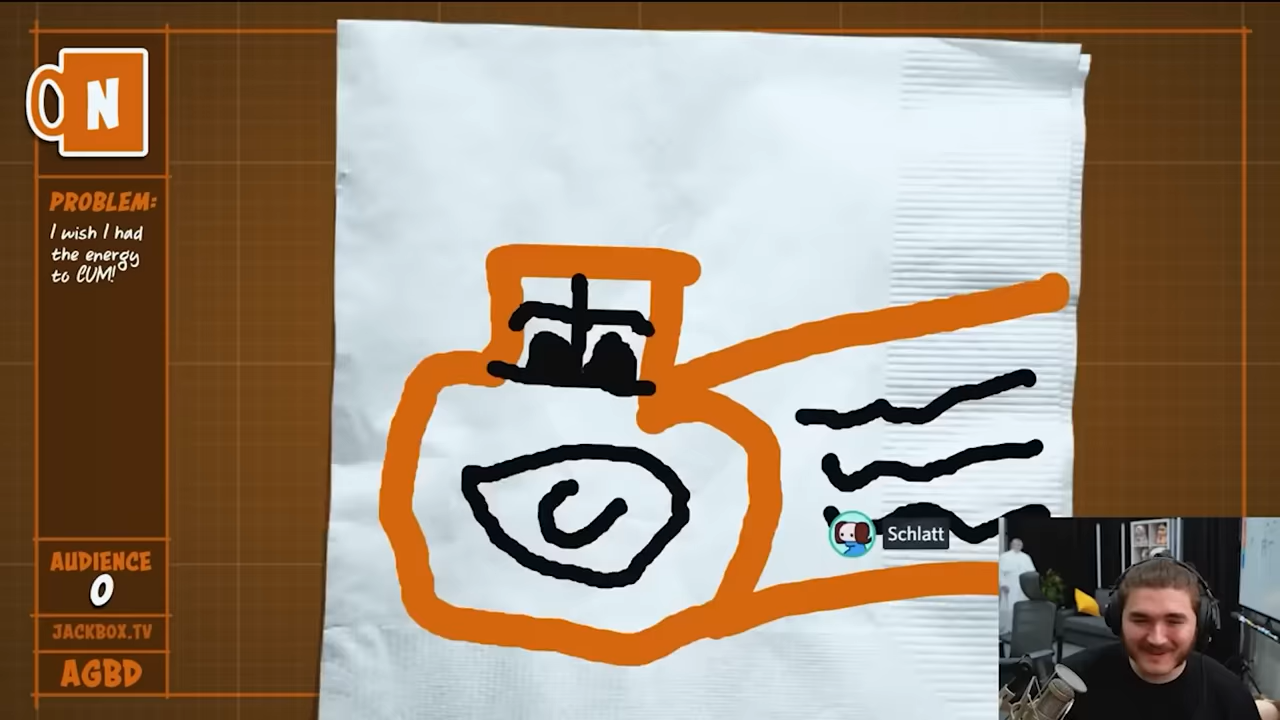 N
PROBLEM:
I wish I had
the energy
to CUM!
AUDIENCE
0
JACKBOX.TV
AGBD
Schlatt